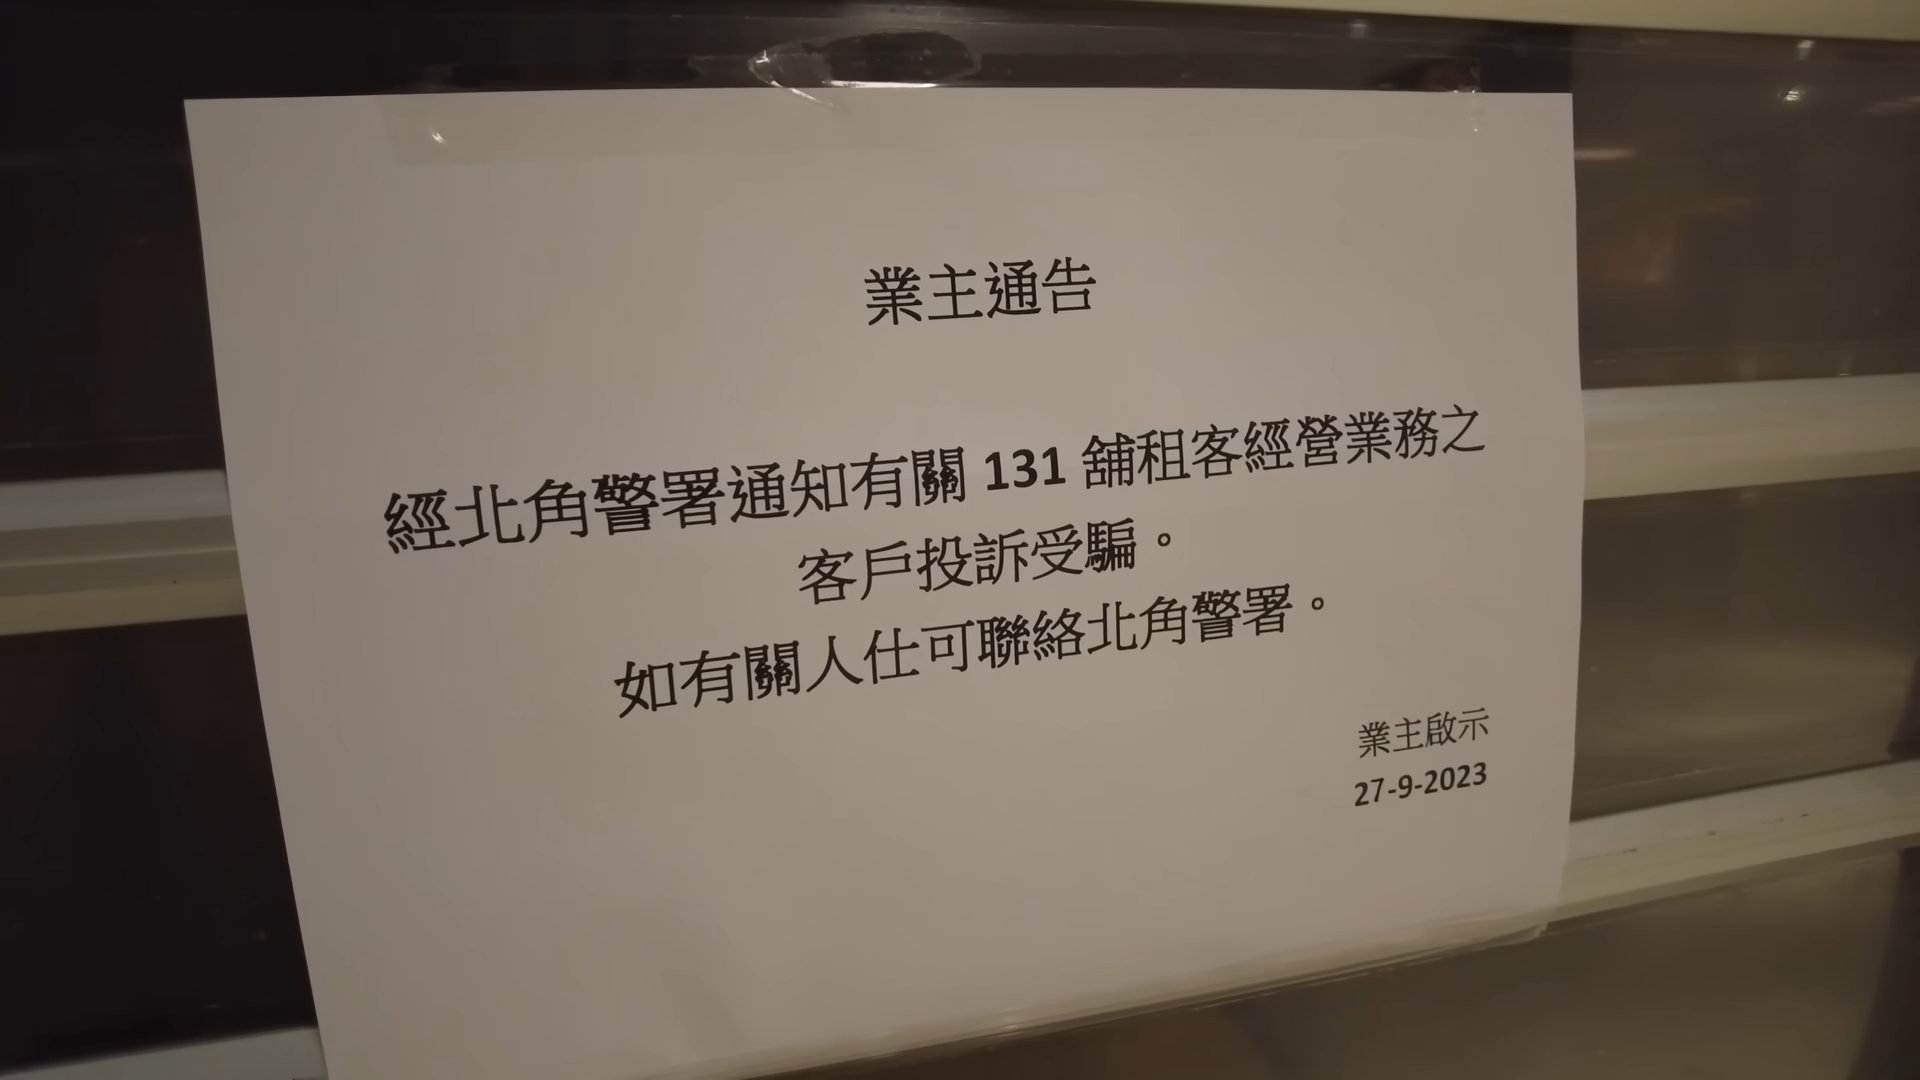 業主通告
經北角警署通知有關 131 舖租客經營業務之
客戶投訴受騙。
如有關人仕可聯絡北角警署。
業主啟示
27-9-2023